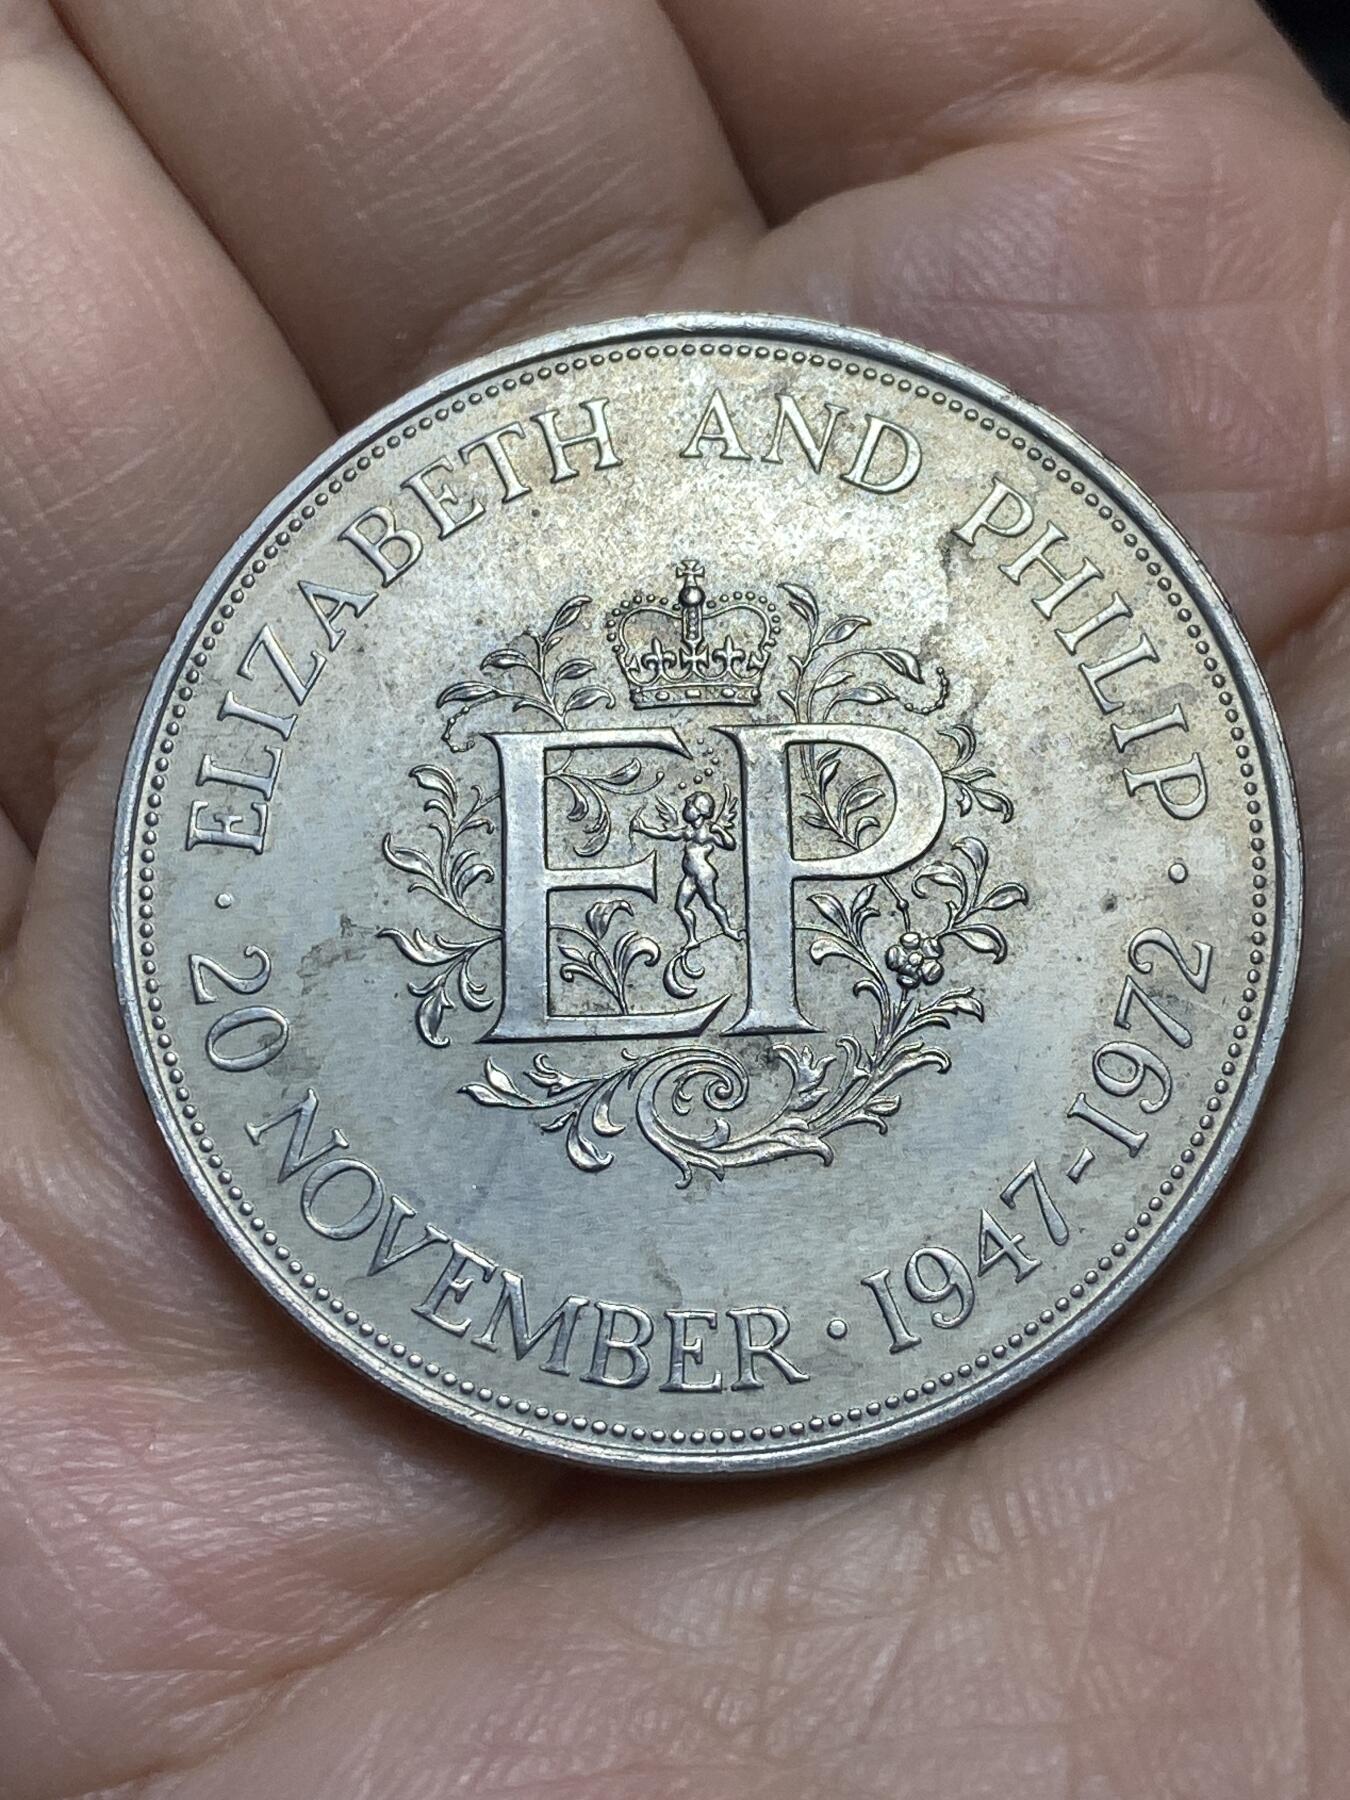 ELIZABETH AND PHILIP
· 20 NOVEMBER · 1947-1972 ·
EP